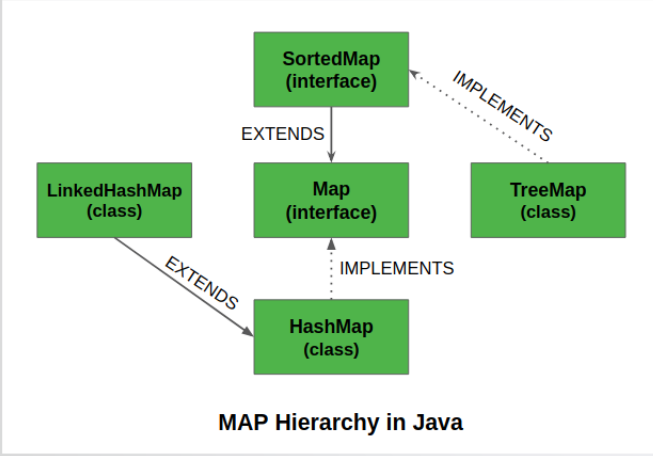 SortedMap
(interface)
IMPLEMENTS
EXTENDS
LinkedHashMap
(class)
Map
(interface)
TreeMap
(class)
EXTENDS
IMPLEMENTS
HashMap
(class)
MAP Hierarchy in Java